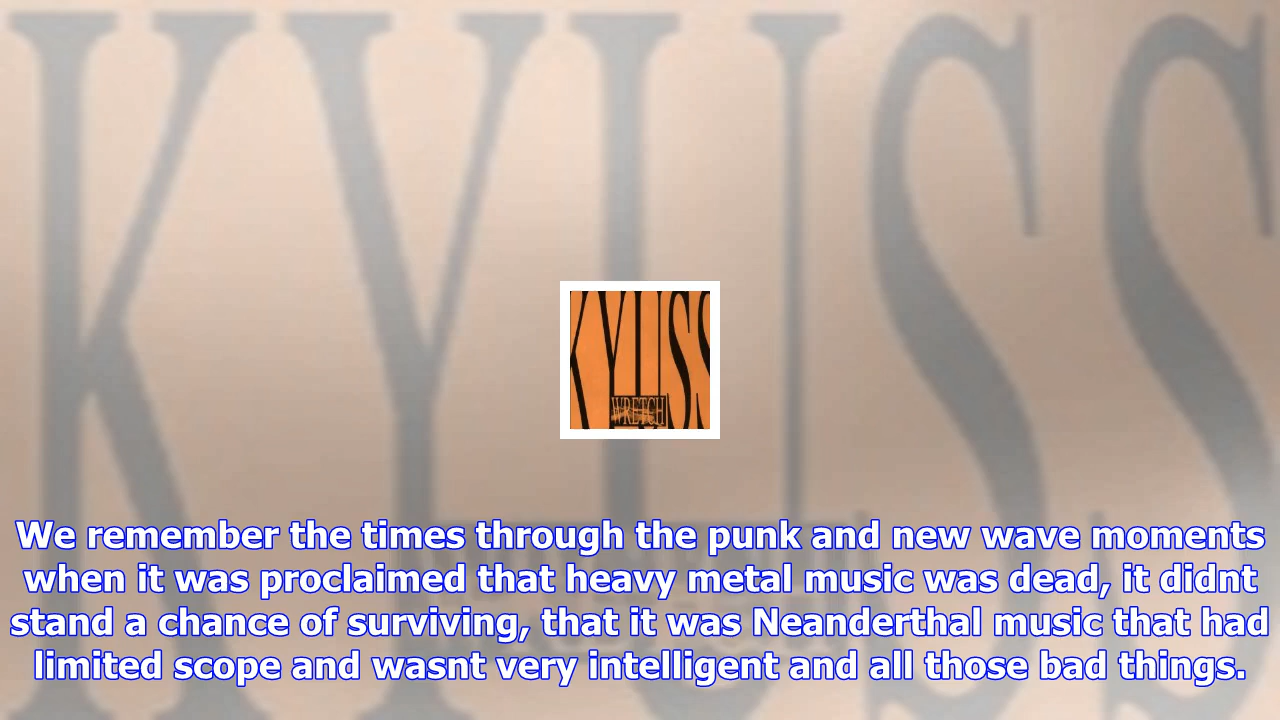 KYUSS
KYUSS
WRETCH
We remember the times through the punk and new wave moments
when it was proclaimed that heavy metal music was dead, it didnt
stand a chance of surviving, that it was Neanderthal music that had
limited scope and wasnt very intelligent and all those bad things.